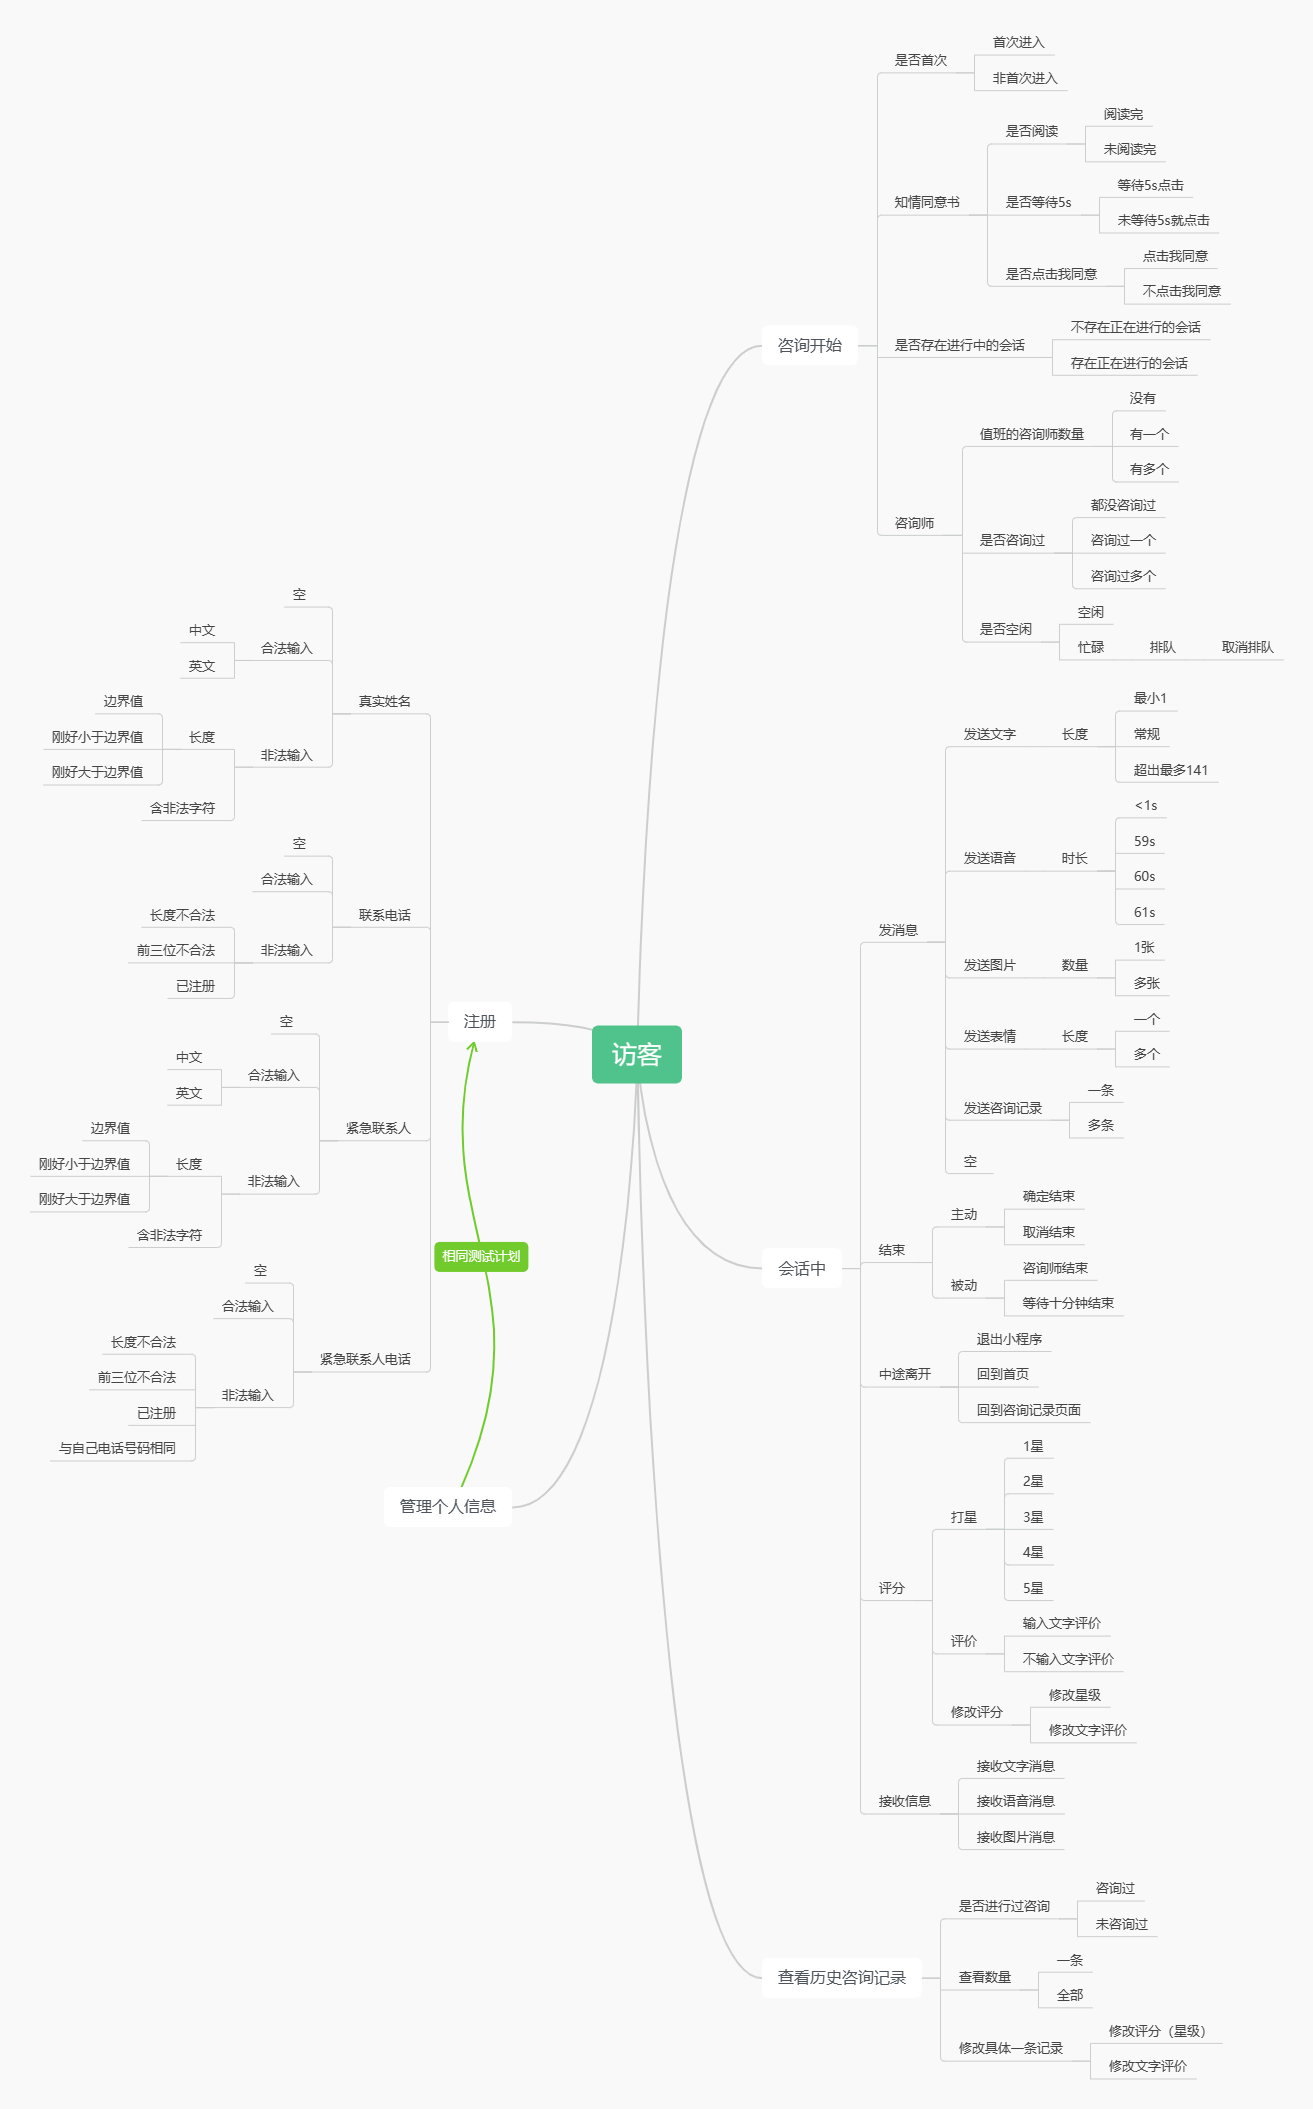 访客
咨询开始
是否首次
首次进入
非首次进入
知情同意书
是否阅读
阅读完
未阅读完
是否等待5s
等待5s点击
未等待5s就点击
是否点击我同意
点击我同意
不点击我同意
是否存在进行中的会话
不存在正在进行的会话
存在正在进行的会话
咨询师
值班的咨询师数量
没有
有一个
有多个
是否咨询过
都没咨询过
咨询过一个
咨询过多个
是否空闲
空闲
忙碌
排队
取消排队
会话中
发消息
发送文字
长度
最小1
常规
超出最多141
发送语音
时长
<1s
59s
60s
61s
发送图片
数量
1张
多张
发送表情
长度
一个
多个
发送咨询记录
一条
多条
空
结束
主动
确定结束
取消结束
被动
咨询师结束
等待十分钟结束
中途离开
退出小程序
回到首页
回到咨询记录页面
评分
打星
1星
2星
3星
4星
5星
评价
输入文字评价
不输入文字评价
修改评分
修改星级
修改文字评价
接收信息
接收文字消息
接收语音消息
接收图片消息
查看历史咨询记录
是否进行过咨询
咨询过
未咨询过
查看数量
一条
全部
修改具体一条记录
修改评分（星级）
修改文字评价
注册
真实姓名
空
合法输入
中文
英文
非法输入
长度
边界值
刚好小于边界值
刚好大于边界值
含非法字符
联系电话
空
合法输入
非法输入
长度不合法
前三位不合法
已注册
紧急联系人
空
合法输入
中文
英文
非法输入
长度
边界值
刚好小于边界值
刚好大于边界值
含非法字符
紧急联系人电话
空
合法输入
非法输入
长度不合法
前三位不合法
已注册
与自己电话号码相同
相同测试计划
管理个人信息